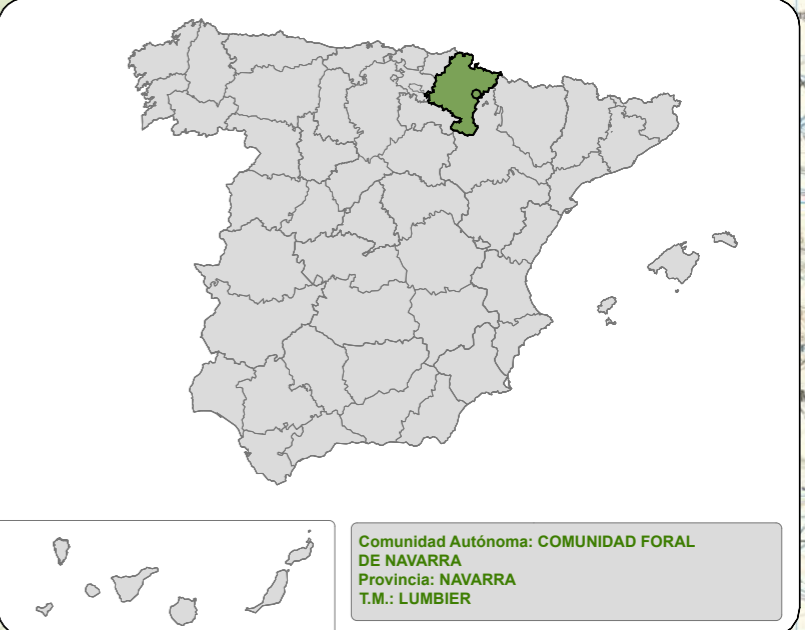 Comunidad Autónoma: COMUNIDAD FORAL
DE NAVARRA
Provincia: NAVARRA
T.M.: LUMBIER